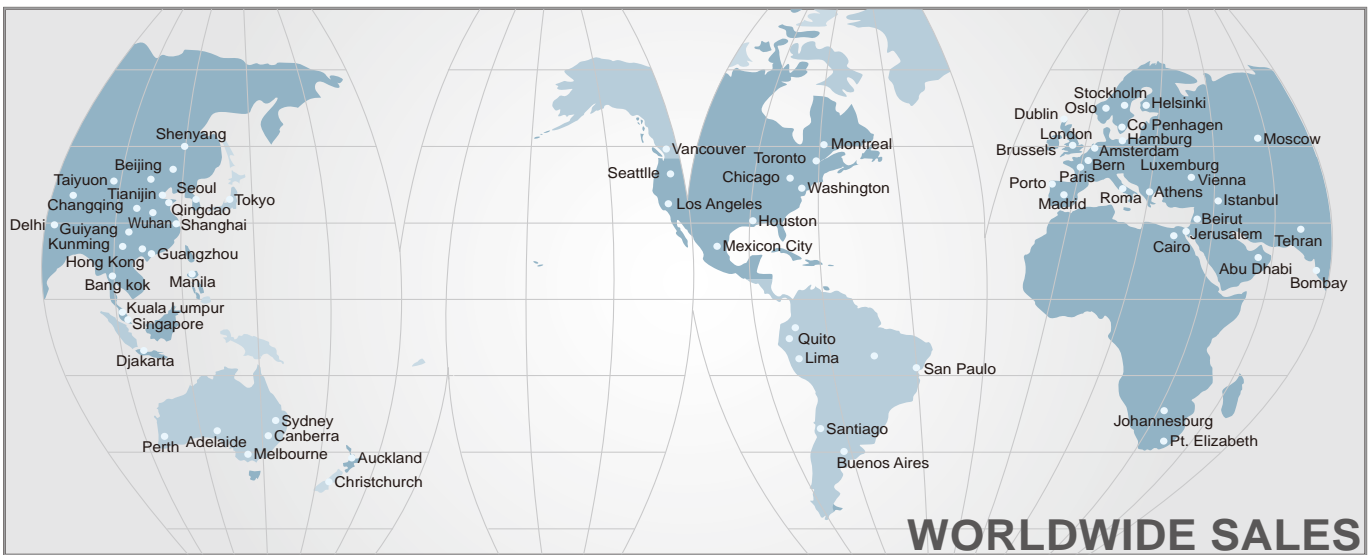 Shenyang
Beijing
Taiyuon
Tianjin
Seoul
Changqing
Qingdao
Tokyo
Delhi
Guiyang
Wuhan
Shanghai
Kunming
Guangzhou
Hong Kong
Bang kok
Manila
Kuala Lumpur
Singapore
Djakarta
Sydney
Adelaide
Canberra
Perth
Melbourne
Auckland
Christchurch
Vancouver
Montreal
Toronto
Seattlle
Chicago
Washington
Los Angeles
Houston
Mexicon City
Quito
Lima
San Paulo
Santiago
Buenos Aires
Stockholm
Oslo
Helsinki
Dublin
London
Co Penhagen
Hamburg
Moscow
Brussels
Amsterdam
Bern
Luxemburg
Paris
Vienna
Porto
Madrid
Roma
Athens
Istanbul
Beirut
Jerusalem
Cairo
Tehran
Abu Dhabi
Bombay
Johannesburg
Pt. Elizabeth
WORLDWIDE SALES